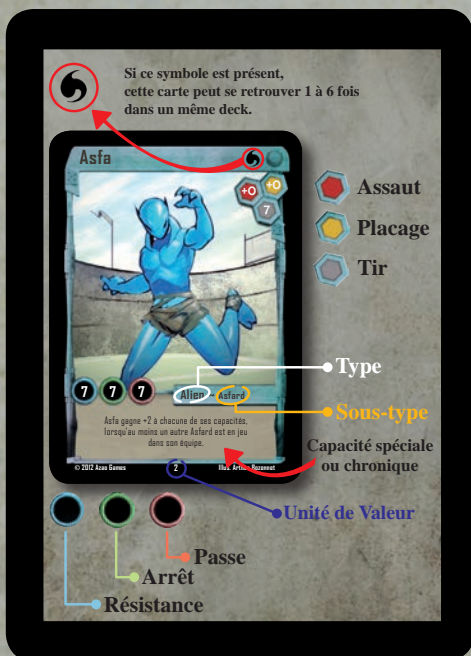 Si ce symbole est présent,
cette carte peut se retrouver 1 à 6 fois
dans un même deck.
Asfa
+0
+0
7
Assaut
Placage
Tir
Type
7
7
7
Alien ~ Asfard
Sous-type
Asfa gagne +2 à chacune de ses capacités,
lorsqu'au moins un autre Asfard est en jeu
dans son équipe.
Capacité spéciale
ou chronique
© 2012 Azao Games
2
Illus. Arthur Bozonnet
Unité de Valeur
Passe
Arrêt
Résistance